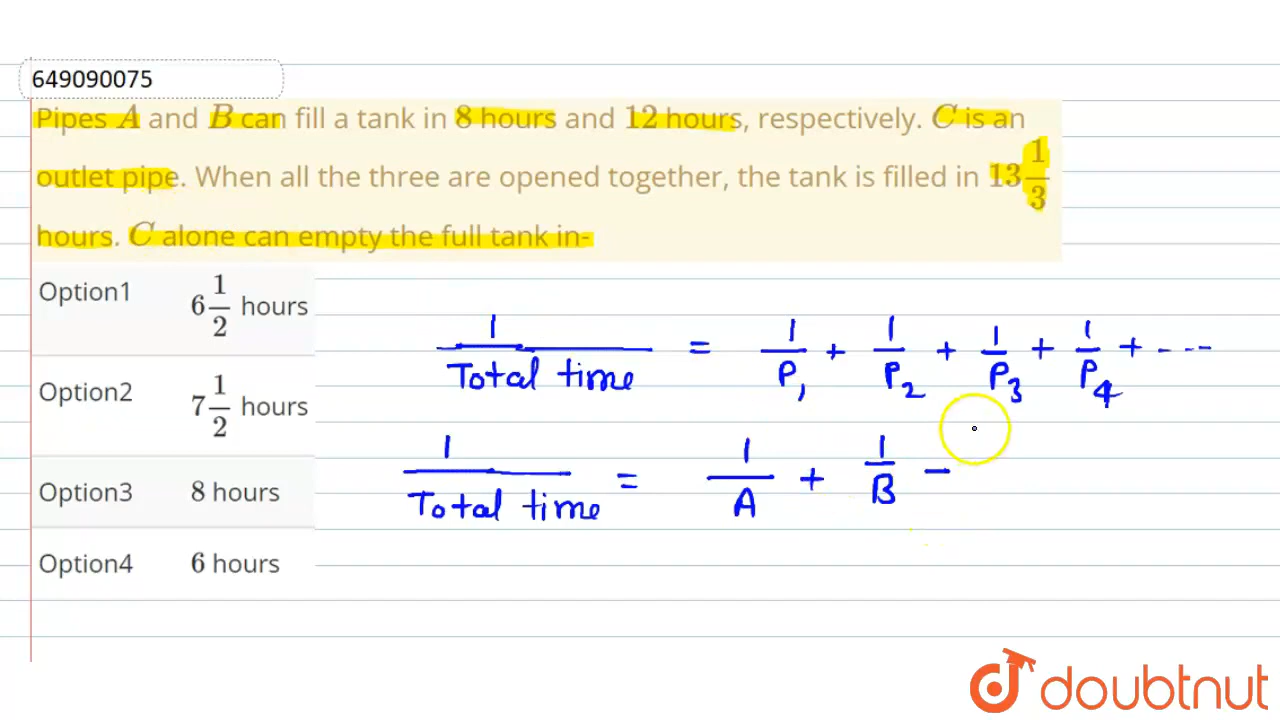 649090075
Pipes A and B can fill a tank in 8 hours and 12 hours, respectively. C is an
outlet pipe. When all the three are opened together, the tank is filled in 13 1/3
hours. C alone can empty the full tank in-
Option1 6 1/2 hours
Option2 7 1/2 hours
Option3 8 hours
Option4 6 hours
1/Total time = 1/P₁ + 1/P₂ + 1/P₃ + 1/P₄ + ---
1/Total time = 1/A + 1/B -
doubtnut